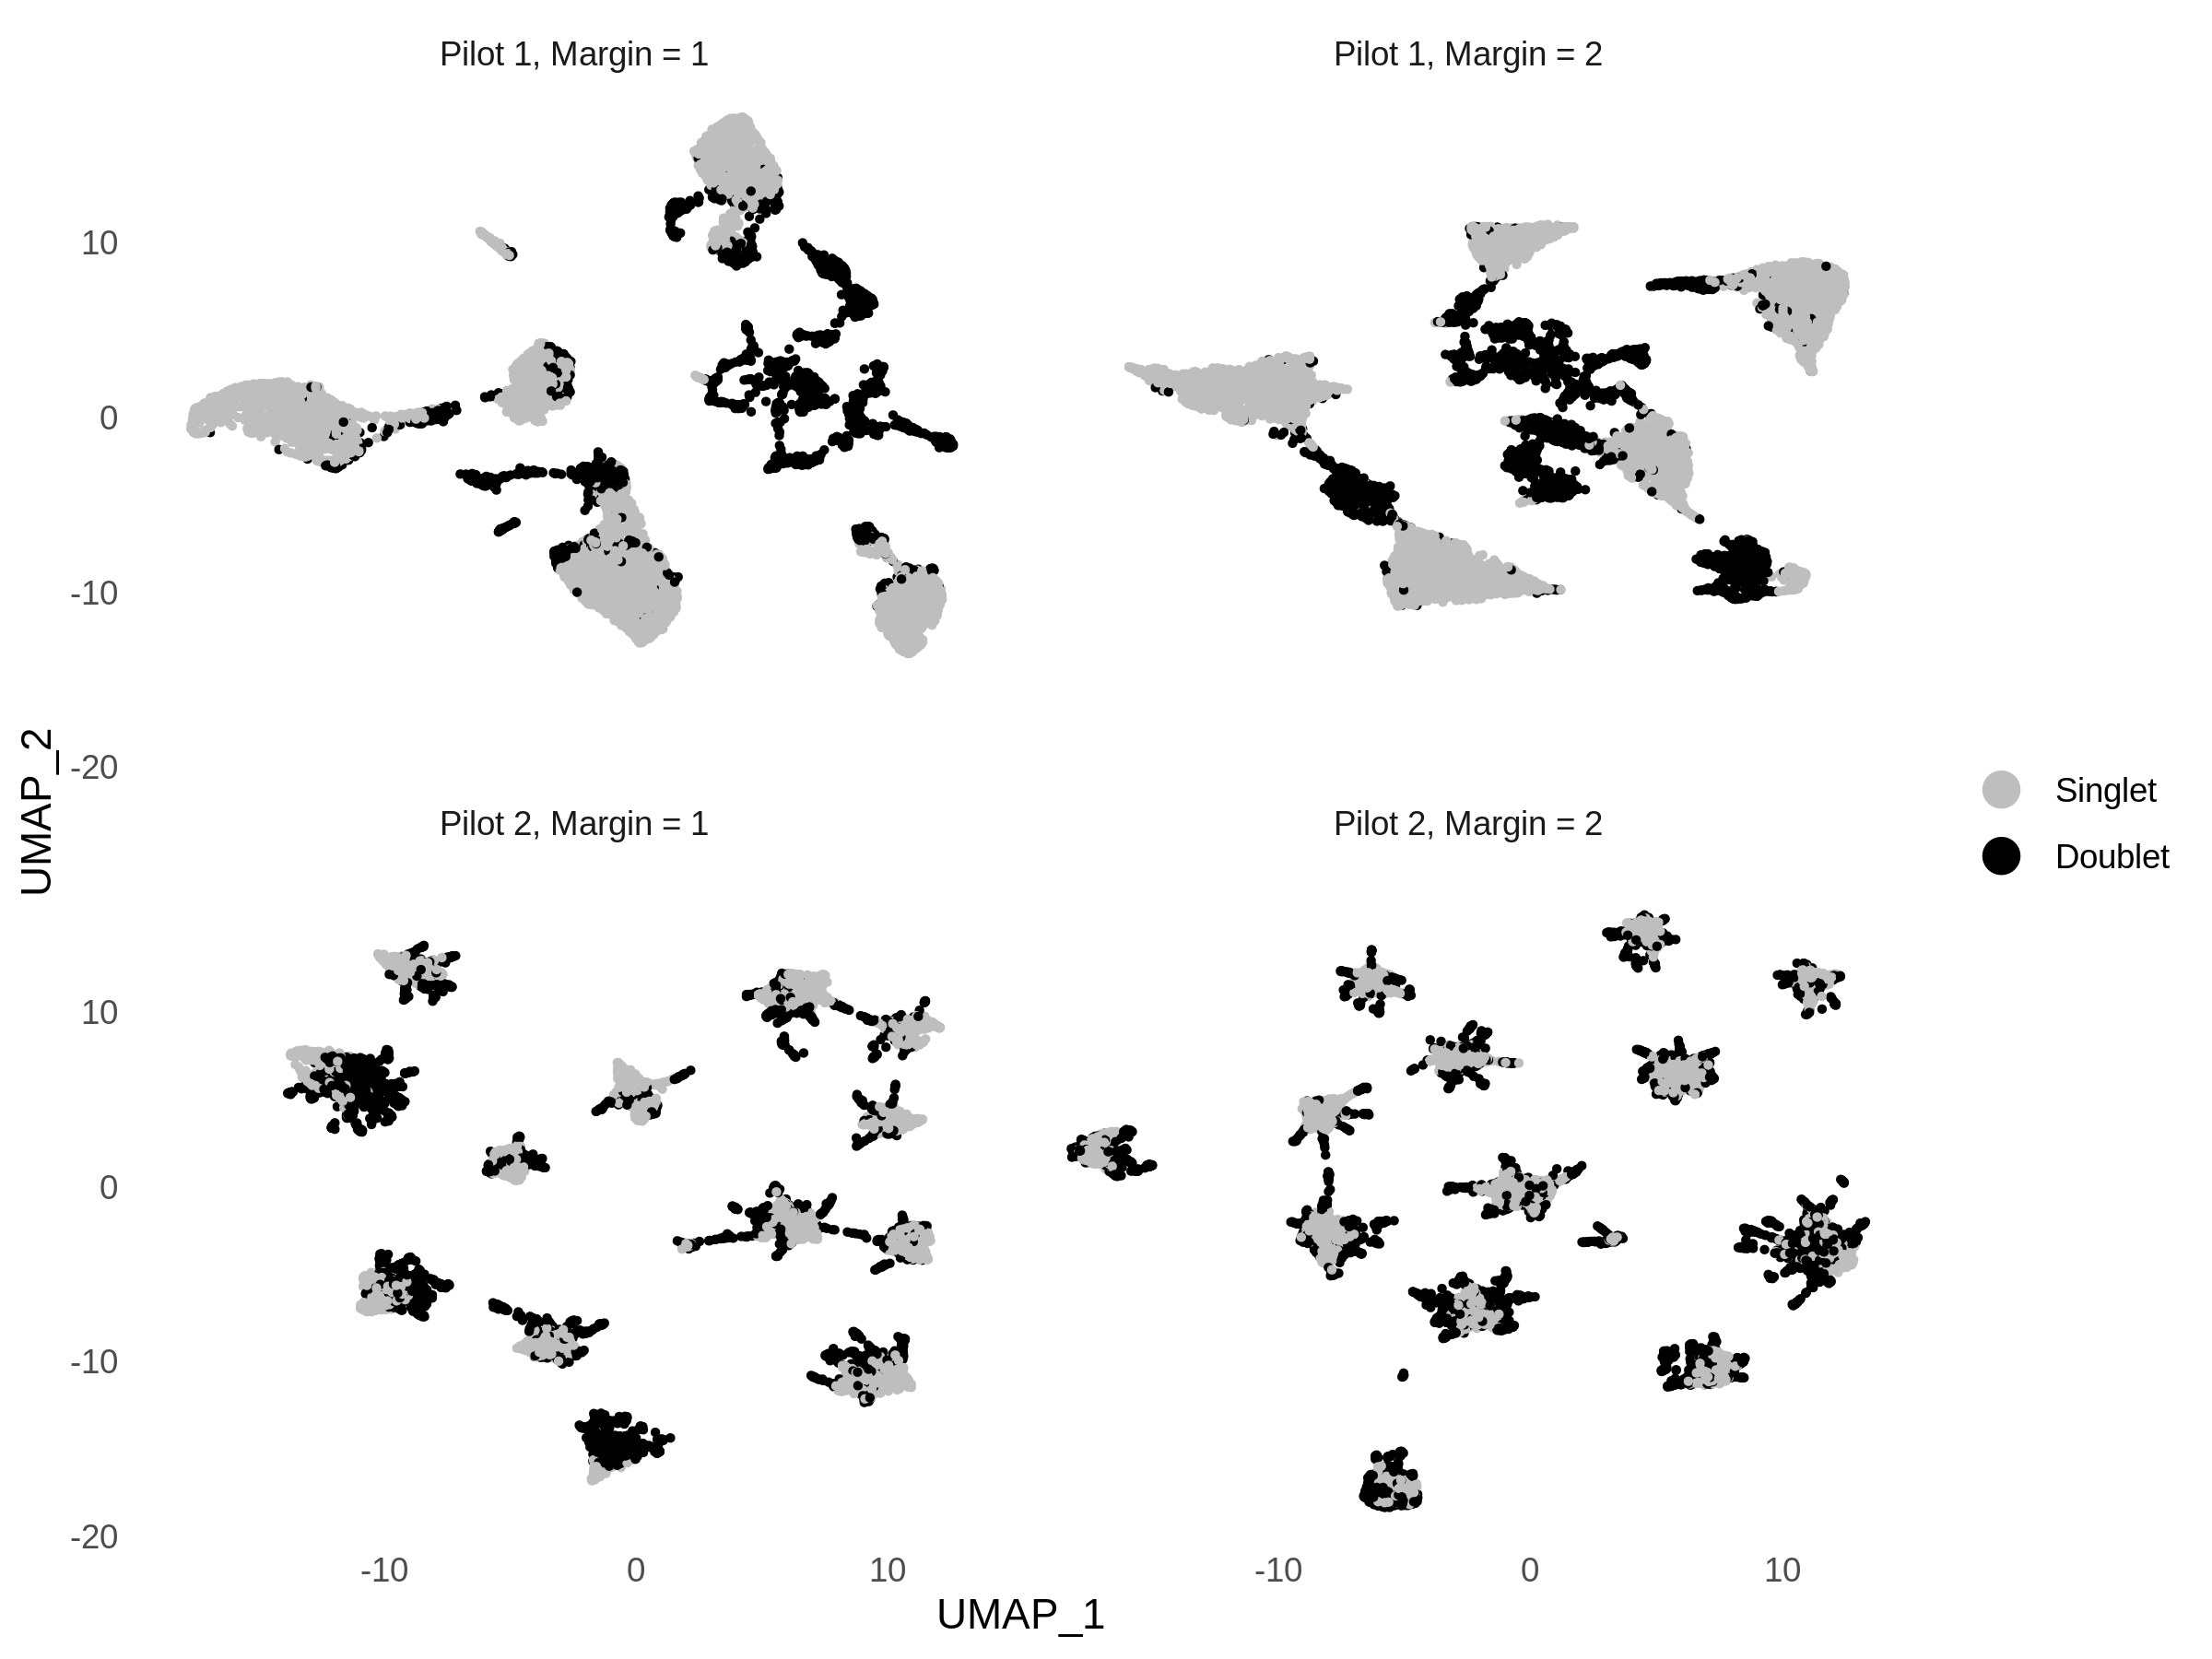 Pilot 1, Margin = 1
Pilot 1, Margin = 2
10
0
-10
-20
UMAP_2
Singlet
Doublet
Pilot 2, Margin = 1
Pilot 2, Margin = 2
10
0
-10
-20
-10
0
10
-10
0
10
UMAP_1